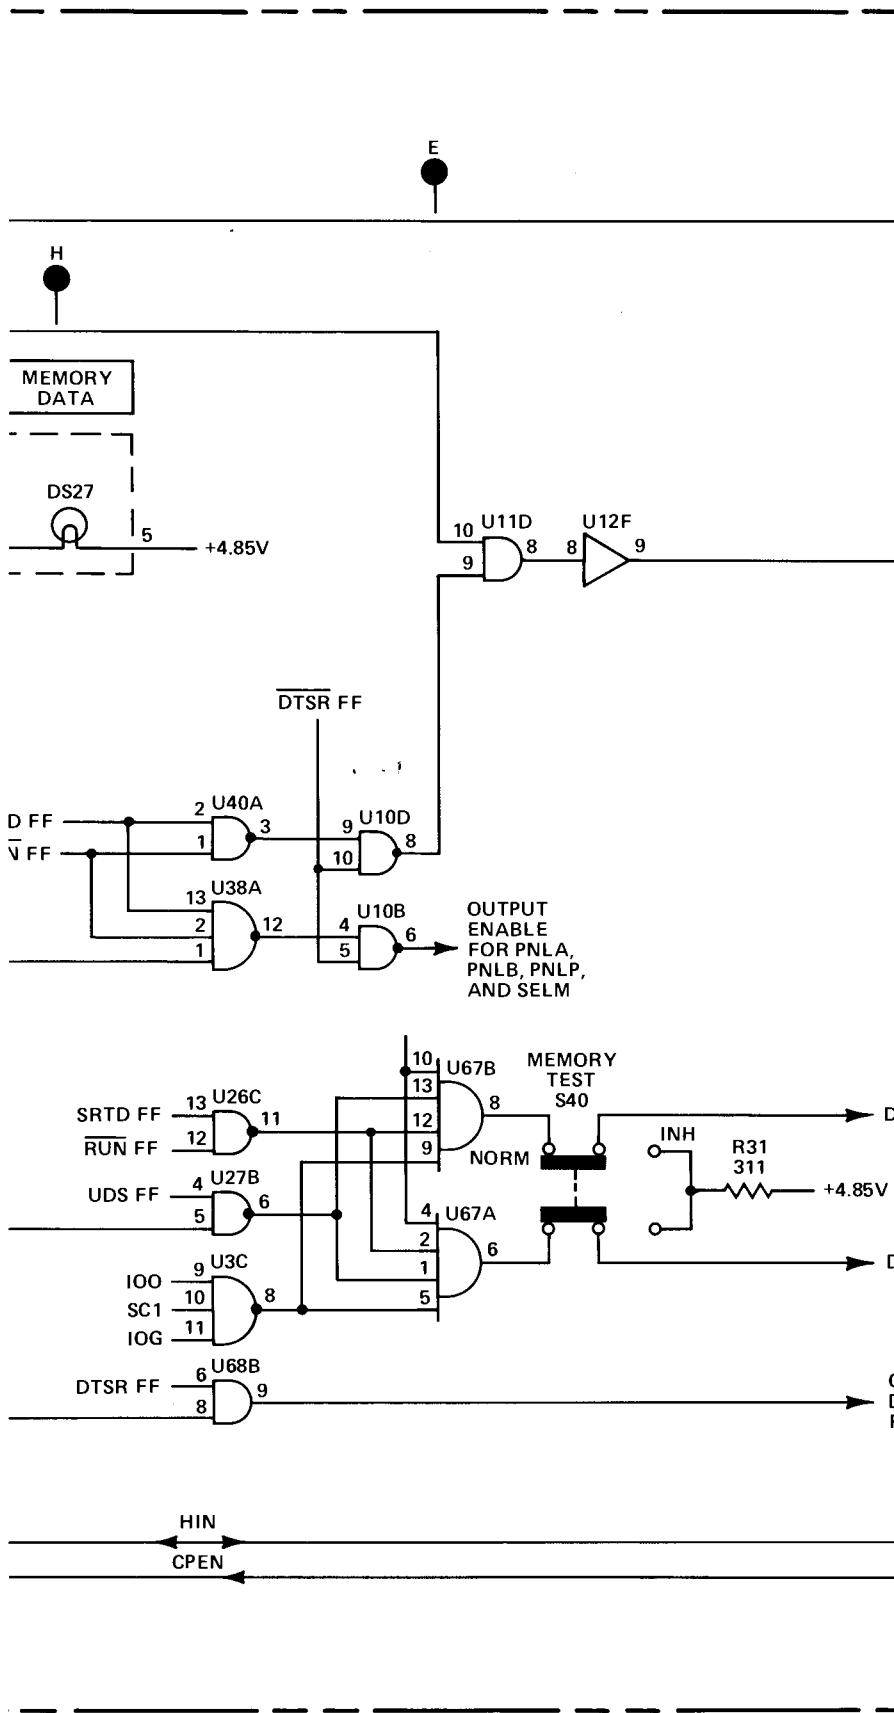 E
H
MEMORY
DATA
DS27
5
+4.85V
U11D
U12F
10
8
8
9
9
DTSR FF
D FF
2
U40A
3
9
U10D
8
N FF
1
10
U38A
13
2
12
1
4
U10B
6
5
OUTPUT
ENABLE
FOR PNLA,
PNLB, PNLP,
AND SELM
10
U67B
13
12
9
8
MEMORY
TEST
S40
NORM
INH
R31
311
+4.85V
D
SRTD FF
13
U26C
11
RUN FF
12
UDS FF
4
U27B
6
5
4
U67A
2
1
5
6
D
IOO
9
U3C
8
SC1
10
IOG
11
DTSR FF
6
U68B
9
8
D
HIN
CPEN